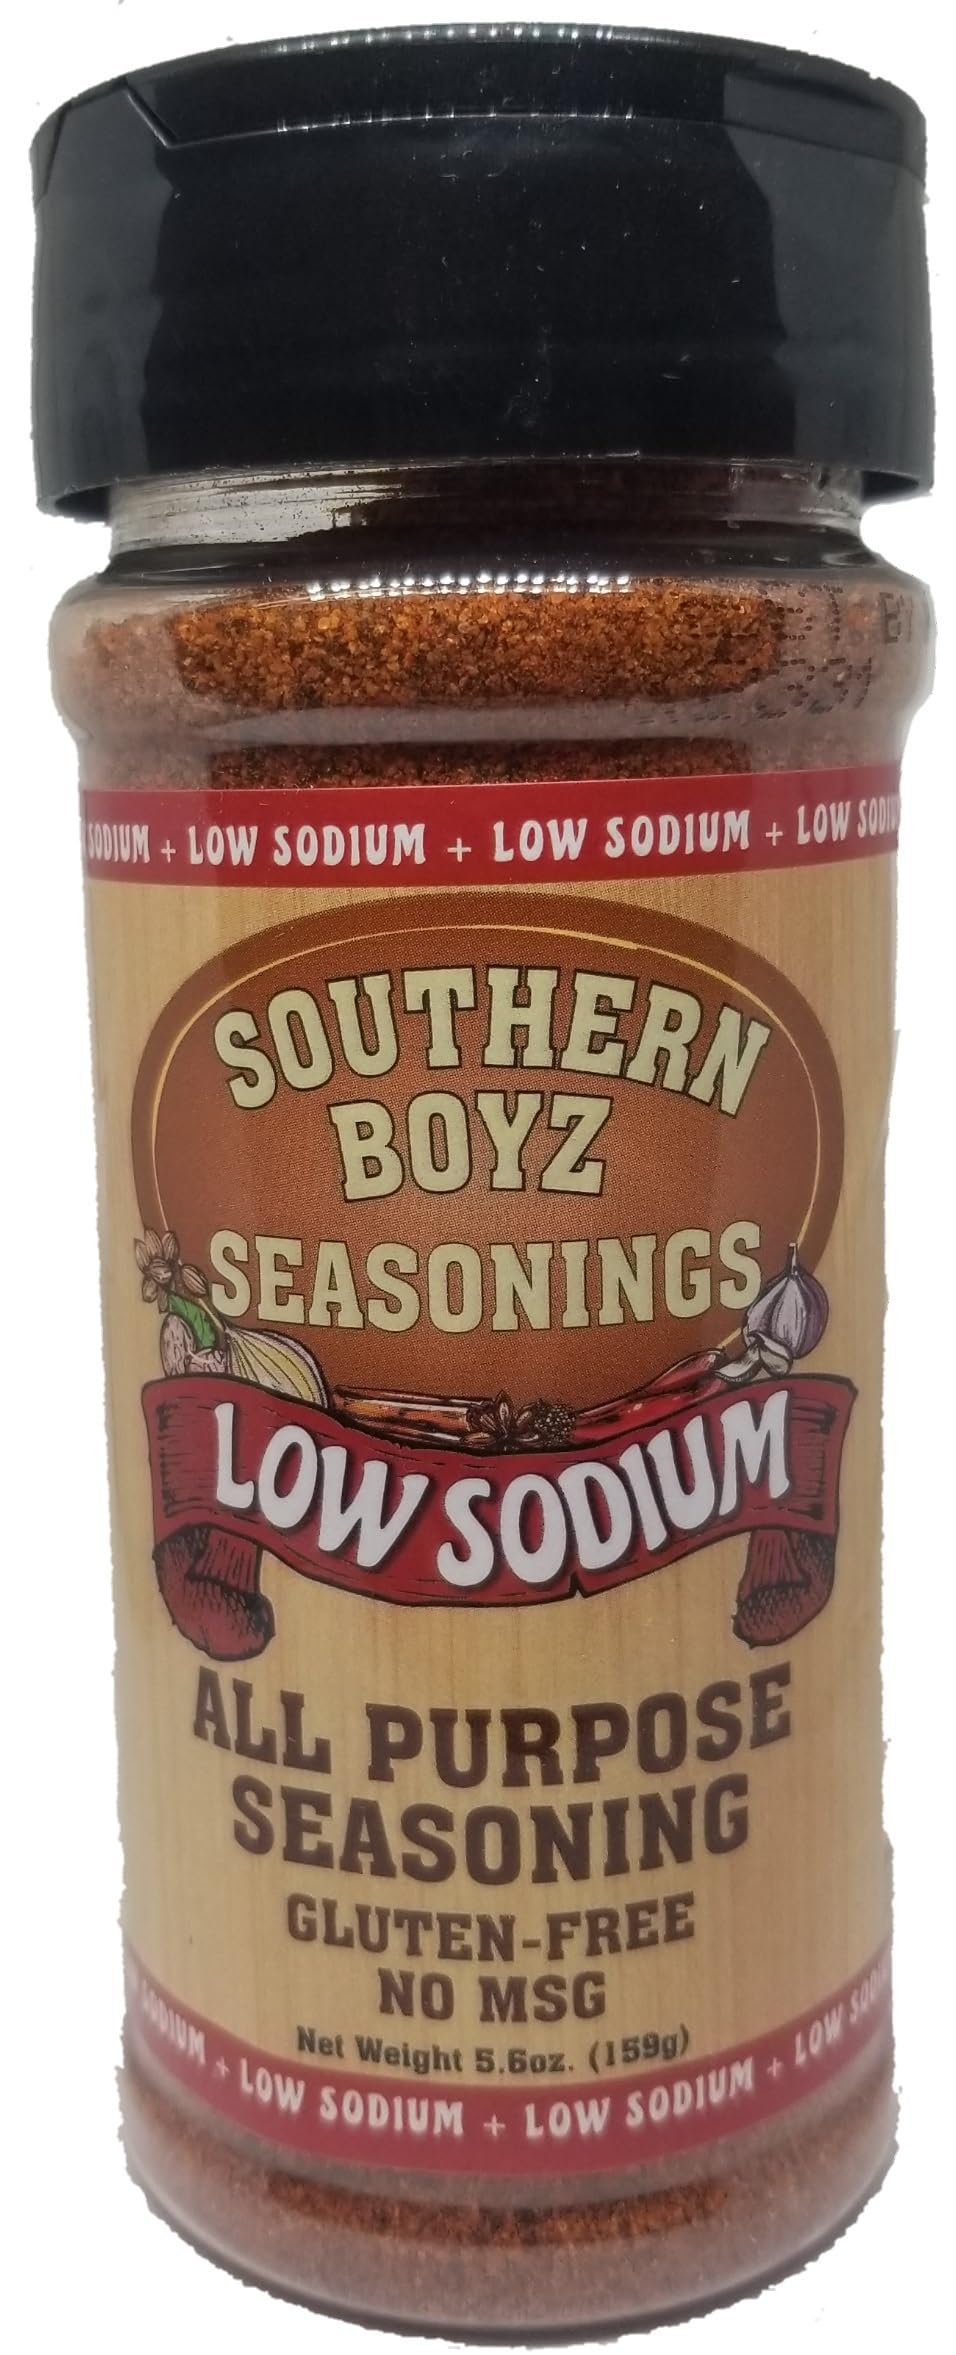 SODIUM + LOW SODIUM + LOW SODIUM + LOW SODIU
SOUTHERN
BOYZ
SEASONINGS
LOW SODIUM
ALL PURPOSE
SEASONING
GLUTEN-FREE
NO MSG
Net Weight 5.6oz. (159g)
SODIUM + LOW SODIUM + LOW SODIUM + LOW SODIU